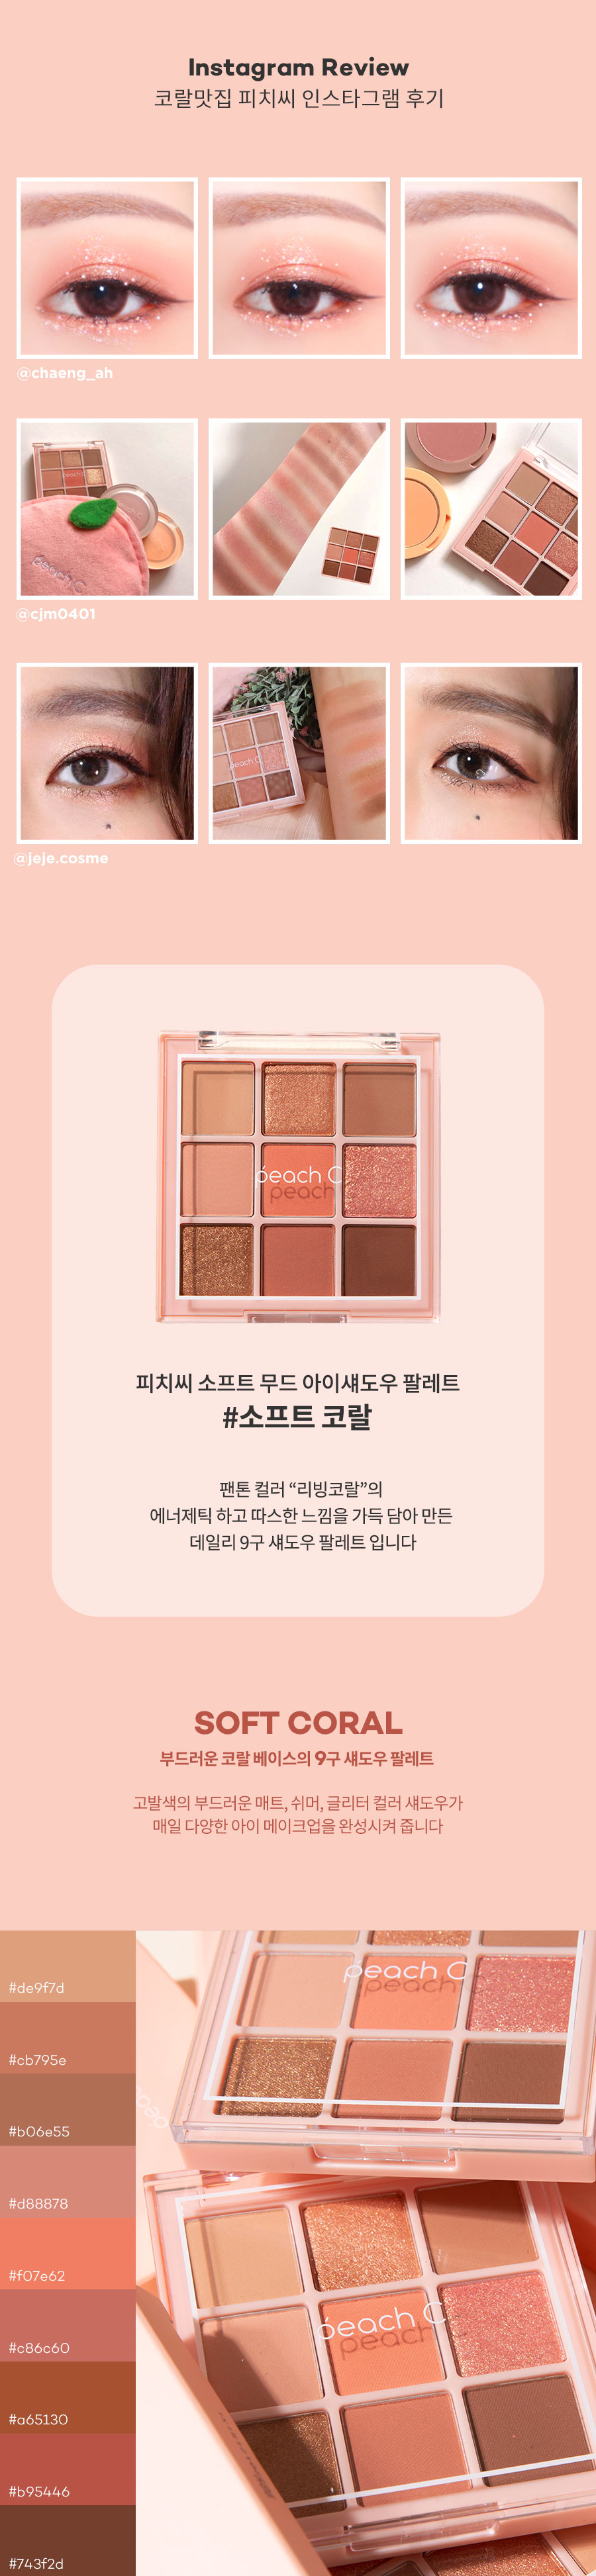 Instagram Review
코랄맛집 피치씨 인스타그램 후기
@chaeng_ah
peach C
@cjm0401
peach C
@jeje.cosme
peach C
peach
피치씨 소프트 무드 아이섀도우 팔레트
#소프트 코랄
팬톤 컬러 “리빙코랄”의
에너제틱 하고 따스한 느낌을 가득 담아 만든
데일리 9구 섀도우 팔레트 입니다
SOFT CORAL
부드러운 코랄 베이스의 9구 섀도우 팔레트
고발색의 부드러운 매트, 쉬머, 글리터 컬러 섀도우가
매일 다양한 아이 메이크업을 완성시켜 줍니다
#de9f7d
#cb795e
#b06e55
#d88878
#f07e62
#c86c60
#a65130
#b95446
#743f2d
peach C
peach
peach C
peach